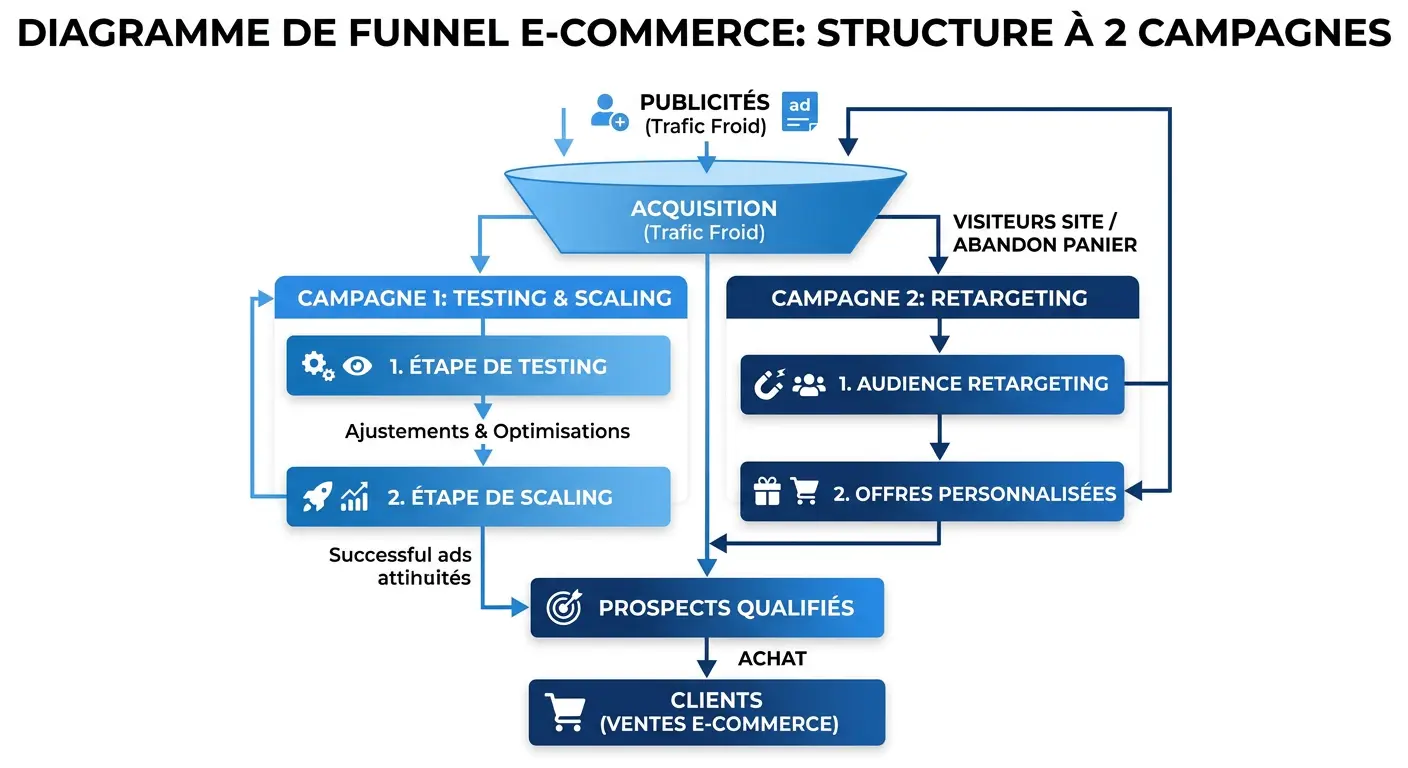 DIAGRAMME DE FUNNEL E-COMMERCE: STRUCTURE À 2 CAMPAGNES
PUBLICITÉS
(Trafic Froid)
ad
ACQUISITION
(Trafic Froid)
VISITEURS SITE /
ABANDON PANIER
CAMPAGNE 1: TESTING & SCALING
1. ÉTAPE DE TESTING
Ajustements & Optimisations
2. ÉTAPE DE SCALING
Successful ads
attihuités
CAMPAGNE 2: RETARGETING
1. AUDIENCE RETARGETING
2. OFFRES PERSONNALISÉES
PROSPECTS QUALIFIÉS
ACHAT
CLIENTS
(VENTES E-COMMERCE)